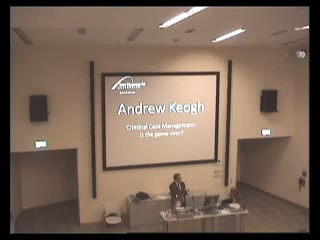 Andrew Keogh
Criminal Case Management:
Is the game over?